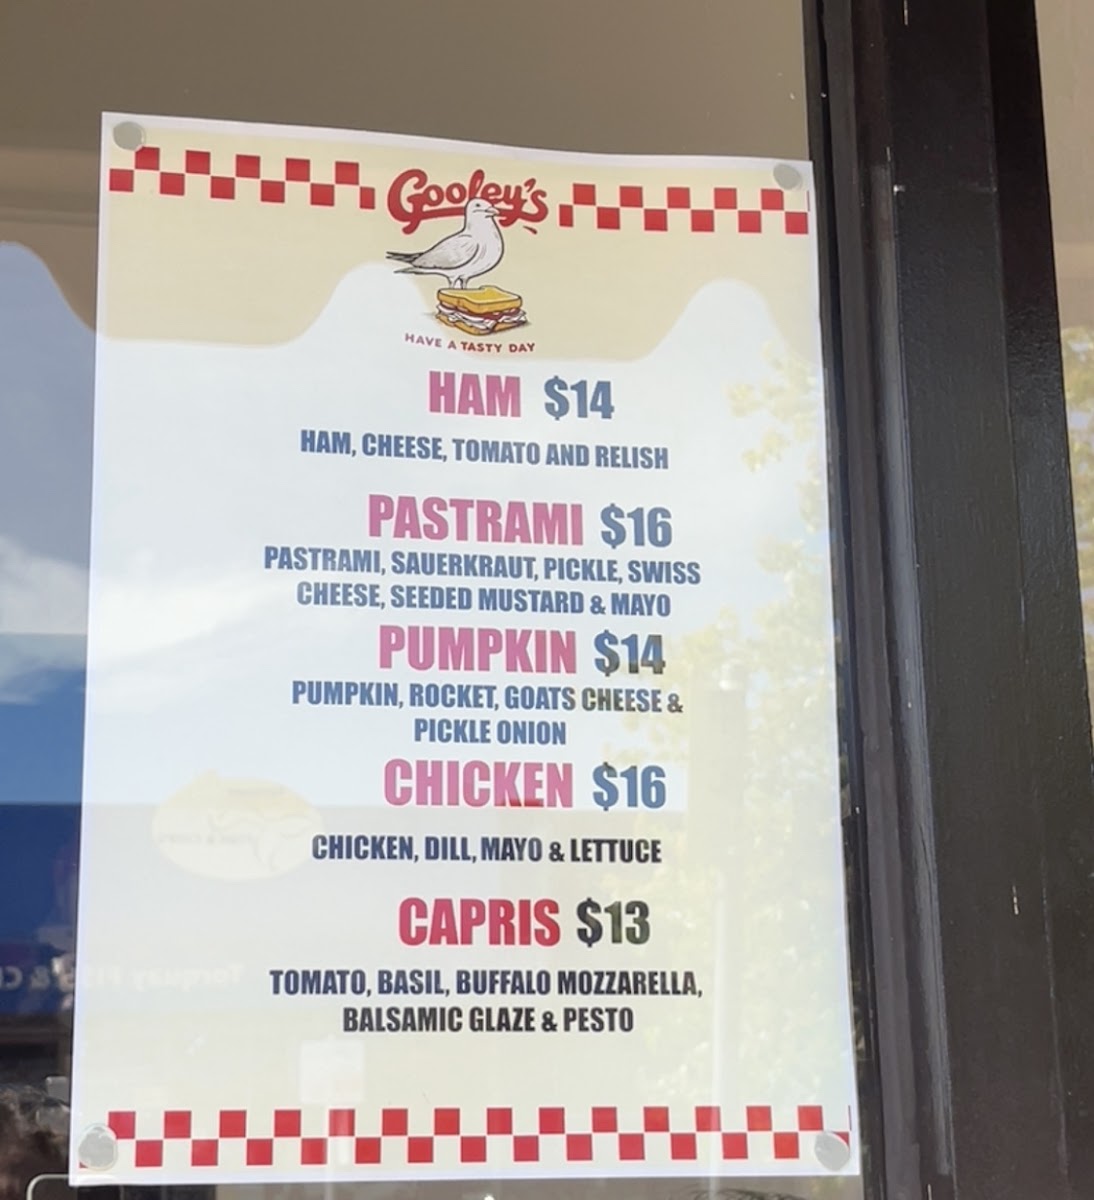 Gooley's
HAVE A TASTY DAY
HAM $14
HAM, CHEESE, TOMATO AND RELISH
PASTRAMI $16
PASTRAMI, SAUERKRAUT, PICKLE, SWISS
CHEESE, SEEDED MUSTARD & MAYO
PUMPKIN $14
PUMPKIN, ROCKET, GOATS CHEESE &
PICKLE ONION
CHICKEN $16
CHICKEN, DILL, MAYO & LETTUCE
CAPRIS $13
TOMATO, BASIL, BUFFALO MOZZARELLA,
BALSAMIC GLAZE & PESTO